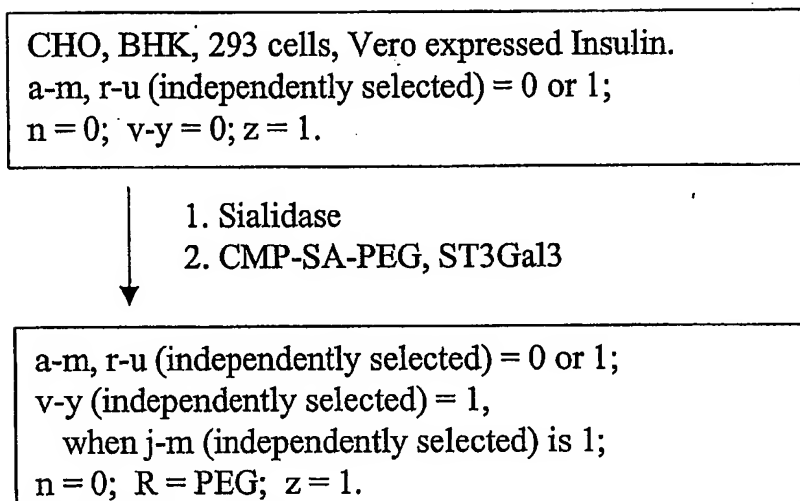 CHO, BHK, 293 cells, Vero expressed Insulin.
a-m, r-u (independently selected) = 0 or 1;
n = 0; v-y = 0; z = 1.
1. Sialidase
2. CMP-SA-PEG, ST3Gal3
a-m, r-u (independently selected) = 0 or 1;
v-y (independently selected) = 1,
when j-m (independently selected) is 1;
n = 0; R = PEG; z = 1.